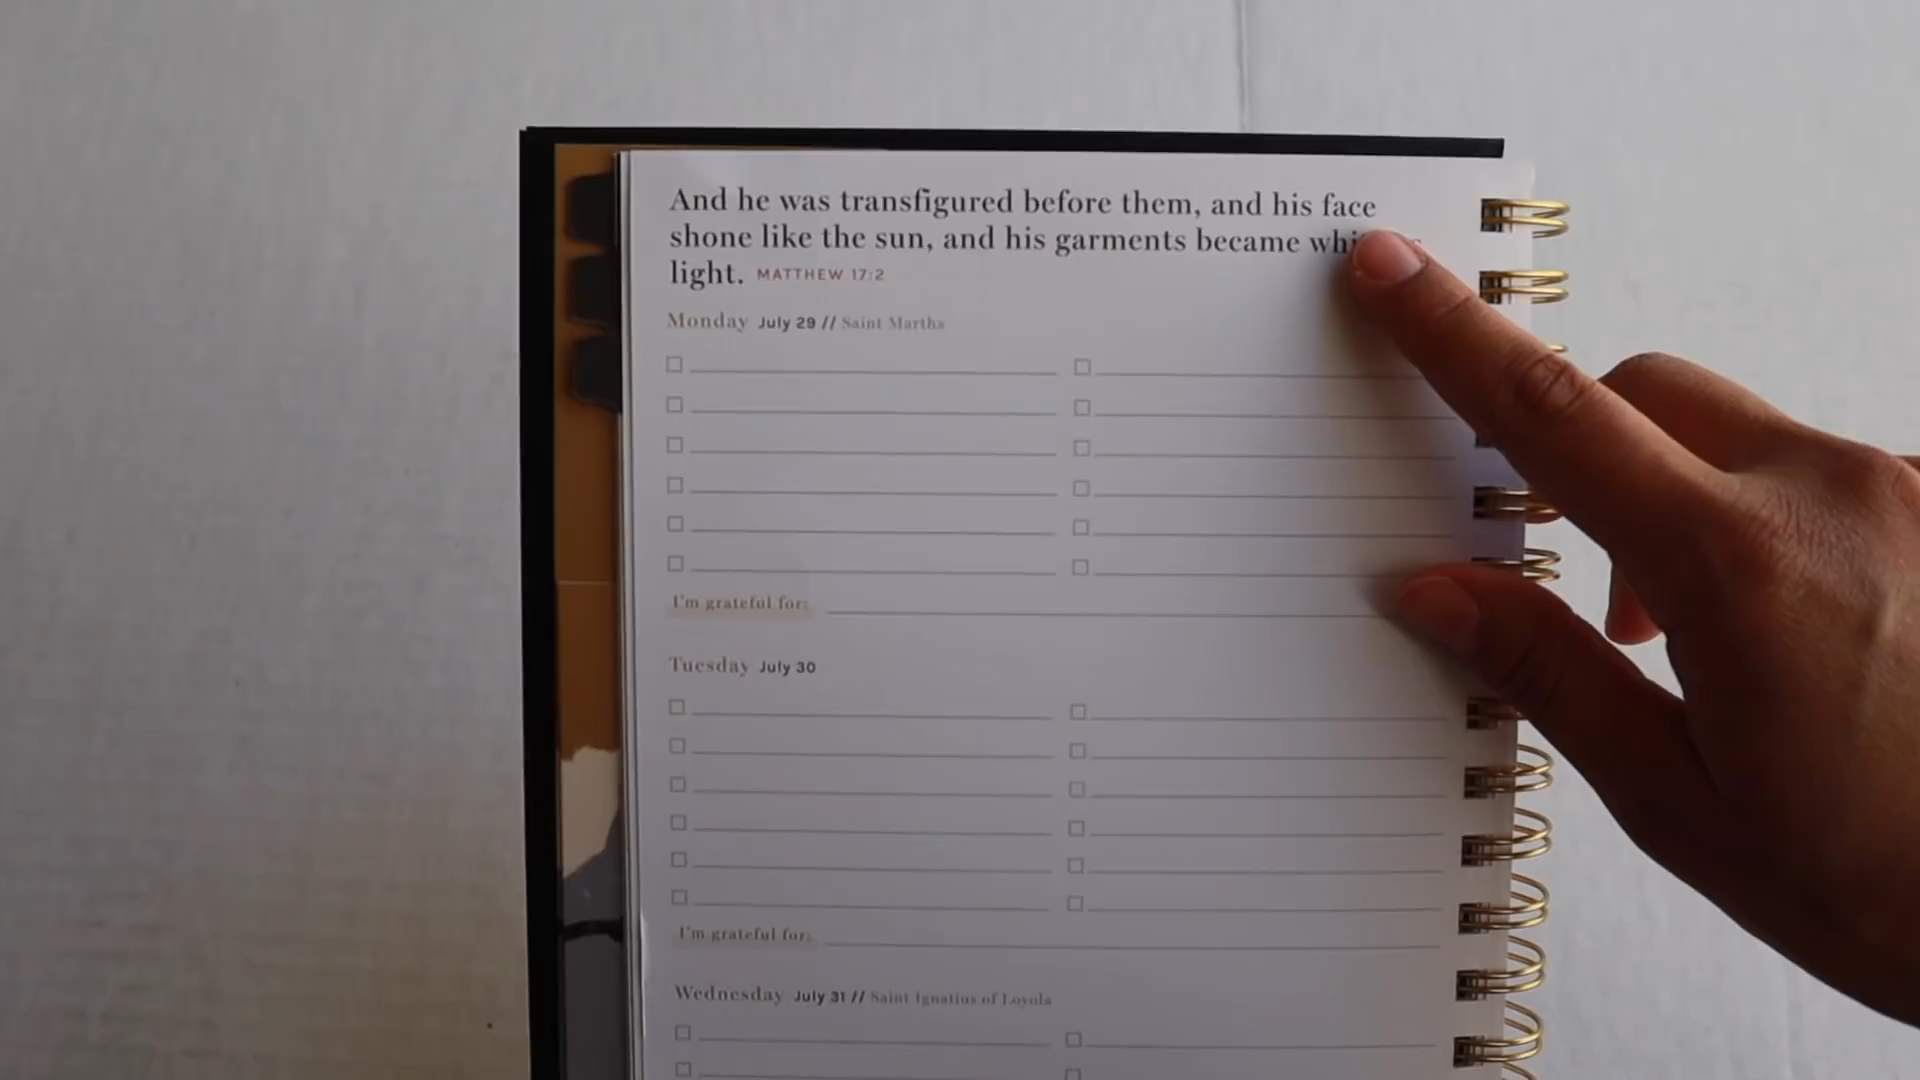 And he was transfigured before them, and his face
shone like the sun, and his garments became
light. MATTHEW 17:2
Monday July 29 // Saint Martha
I'm grateful for:
Tuesday July 30
I'm grateful for:
Wednesday July 31 // Saint Ignatius of Loyola